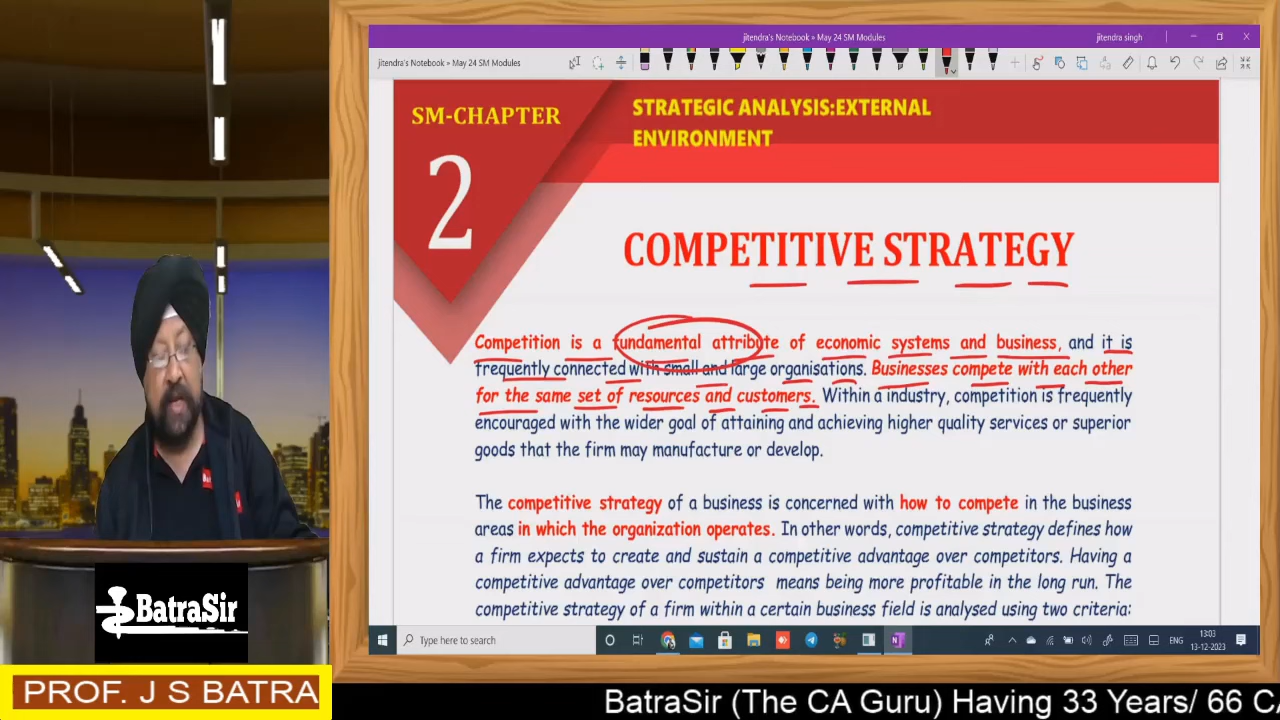 jitendra's Notebook » May 24 SM Modules
jitendra singh
jitendra's Notebook » May 24 SM Modules
SM-CHAPTER
2
STRATEGIC ANALYSIS:EXTERNAL
ENVIRONMENT
COMPETITIVE STRATEGY
Competition is a fundamental attribute of economic systems and business, and it is
frequently connected with small and large organisations. Businesses compete with each other
for the same set of resources and customers. Within a industry, competition is frequently
encouraged with the wider goal of attaining and achieving higher quality services or superior
goods that the firm may manufacture or develop.
The competitive strategy of a business is concerned with how to compete in the business
areas in which the organization operates. In other words, competitive strategy defines how
a firm expects to create and sustain a competitive advantage over competitors. Having a
competitive advantage over competitors means being more profitable in the long run. The
competitive strategy of a firm within a certain business field is analysed using two criteria:
Type here to search
ENG
13:03
13-12-2023
BatraSir
PROF. J S BATRA
BatraSir (The CA Guru) Having 33 Years/ 66 CA